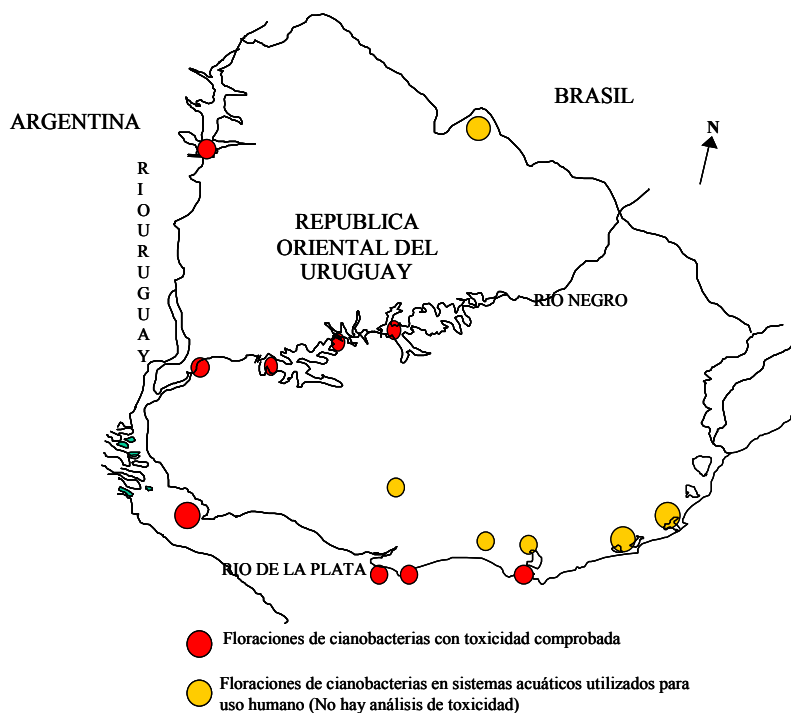 BRASIL
ARGENTINA
N
RIO URUGUAY
REPUBLICA
ORIENTAL DEL
URUGUAY
RIO NEGRO
RIO DE LA PLATA
Floraciones de cianobacterias con toxicidad comprobada
Floraciones de cianobacterias en sistemas acuáticos utilizados para
uso humano (No hay análisis de toxicidad)